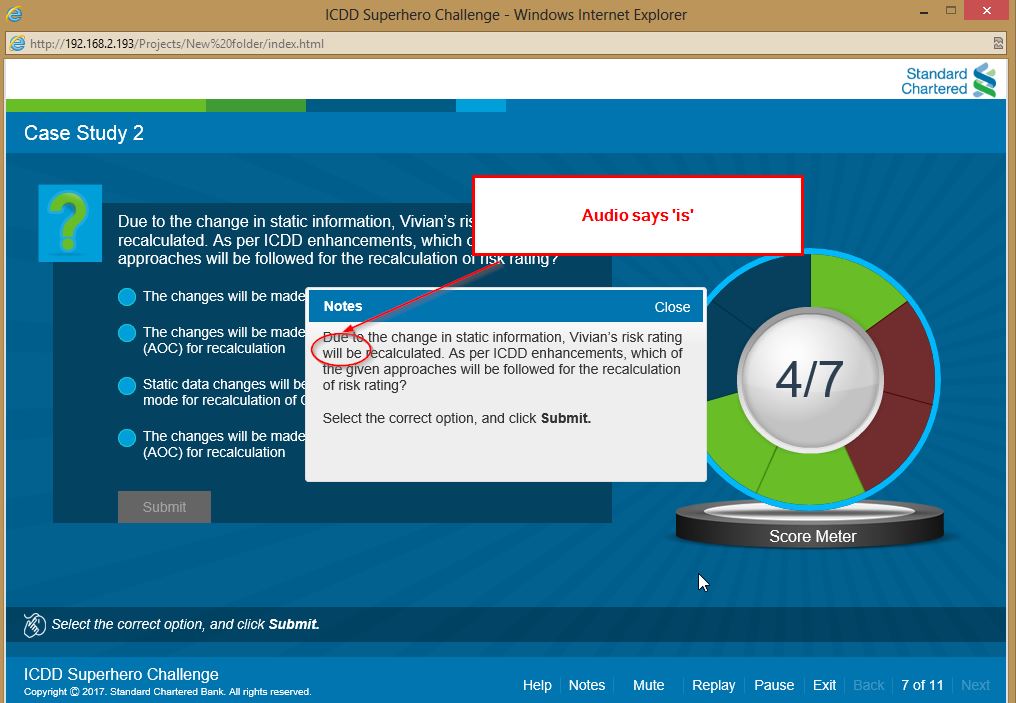 ICDD Superhero Challenge - Windows Internet Explorer
http://192.168.2.193/Projects/New%20folder/index.html
Standard
Chartered
Case Study 2
?
Due to the change in static information, Vivian's
recalculated. As per ICDD enhancements, which
approaches will be followed for the recalculation of risk rating?
Audio says 'is'
The changes will be made
The changes will be made
(AOC) for recalculation
Static data changes will be
mode for recalculation of
The changes will be made
(AOC) for recalculation
Submit
Notes
Close
Due to the change in static information, Vivian's risk rating
will be recalculated. As per ICDD enhancements, which of
the given approaches will be followed for the recalculation
of risk rating?
Select the correct option, and click Submit.
4/7
Score Meter
Select the correct option, and click Submit.
ICDD Superhero Challenge
Copyright © 2017. Standard Chartered Bank. All rights reserved.
Help Notes Mute Replay Pause Exit Back 7 of 11 Next